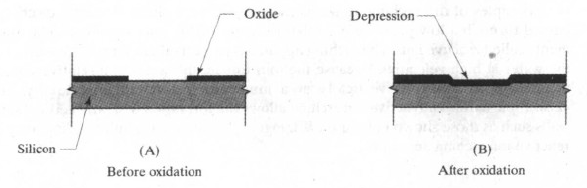 Oxide
Depression
Silicon
(A)
Before oxidation
(B)
After oxidation